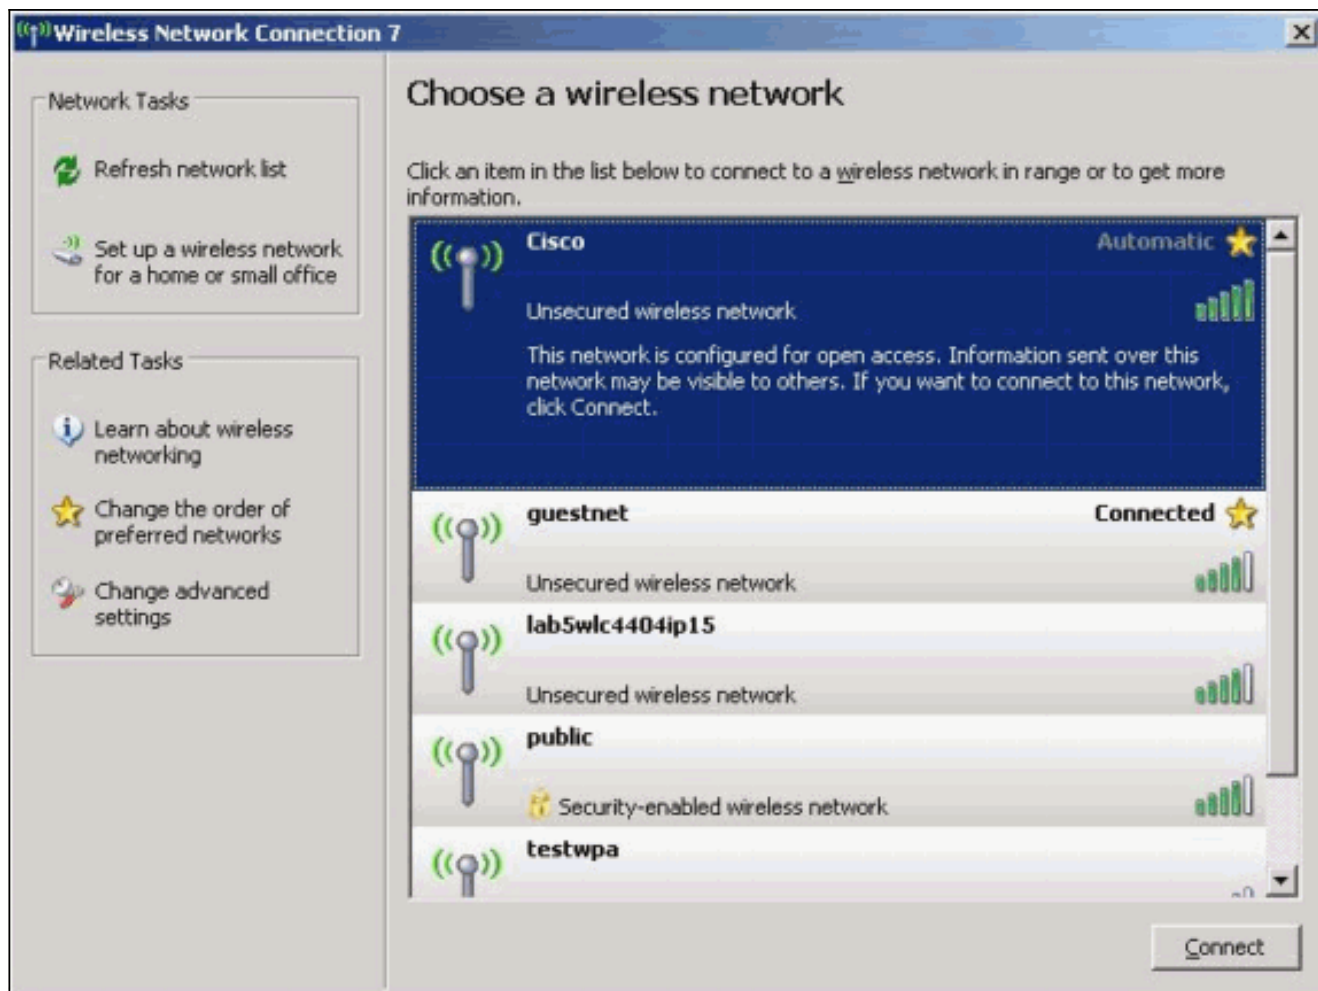 Wireless Network Connection 7
Network Tasks
Refresh network list
Set up a wireless network
for a home or small office
Related Tasks
Learn about wireless
networking
Change the order of
preferred networks
Change advanced
settings
Choose a wireless network
Click an item in the list below to connect to a wireless network in range or to get more
information.
Cisco
Automatic
Unsecured wireless network
This network is configured for open access. Information sent over this
network may be visible to others. If you want to connect to this network,
click Connect.
guestnet
Connected
Unsecured wireless network
lab5wlc4404ip15
Unsecured wireless network
public
Security-enabled wireless network
testwpa
Connect